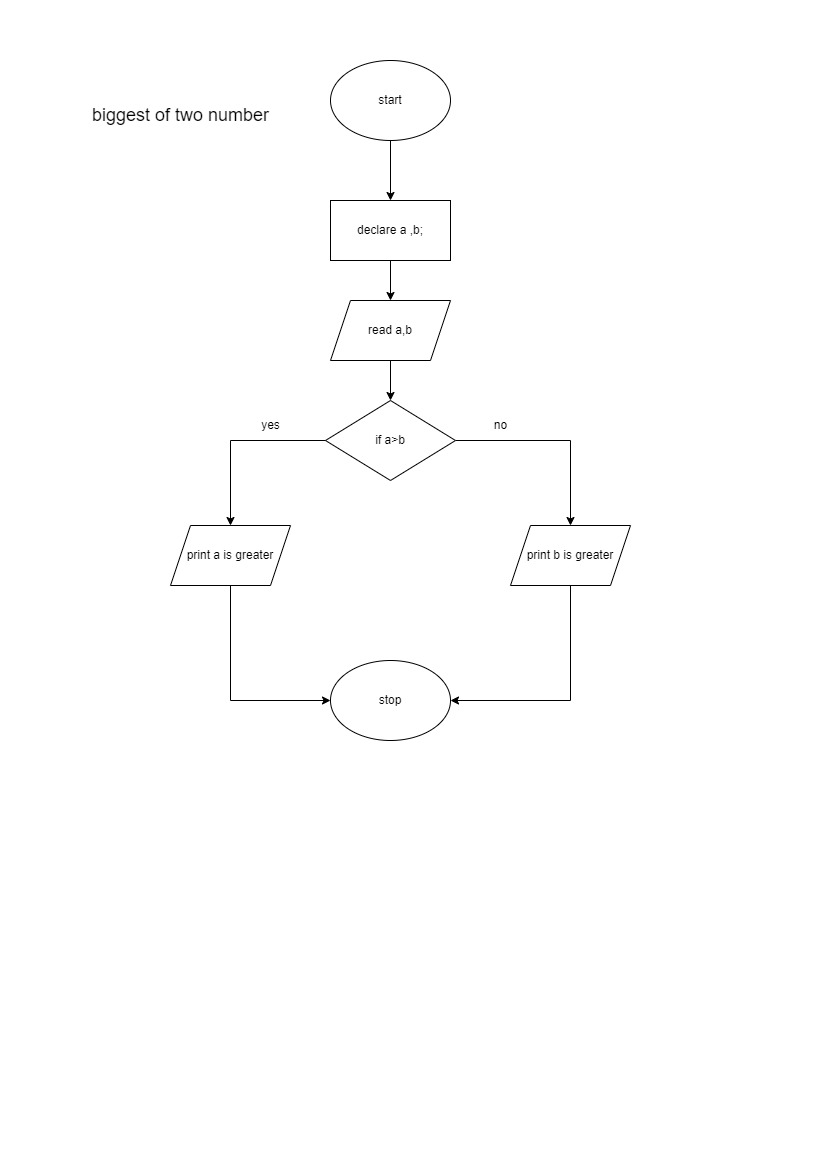 start
biggest of two number
declare a ,b;
read a,b
yes
no
if a>b
print a is greater
print b is greater
stop